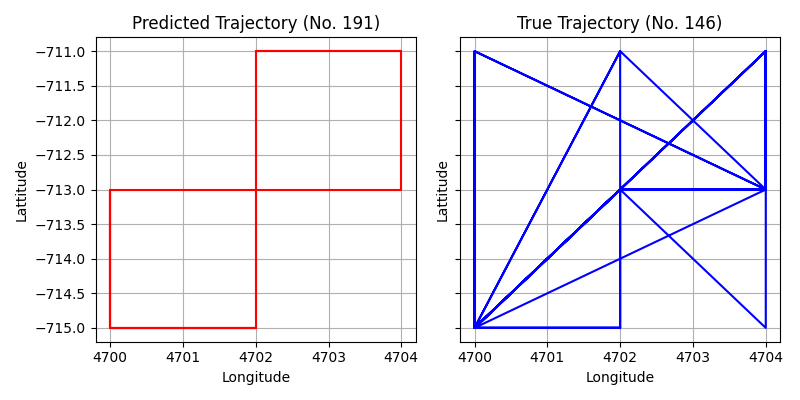 Predicted Trajectory (No. 191)
−711.0
−711.5
−712.0
−712.5
−713.0
−713.5
−714.0
−714.5
−715.0
Lattitude
4700 4701 4702 4703 4704
Longitude
True Trajectory (No. 146)
Lattitude
4700 4701 4702 4703 4704
Longitude